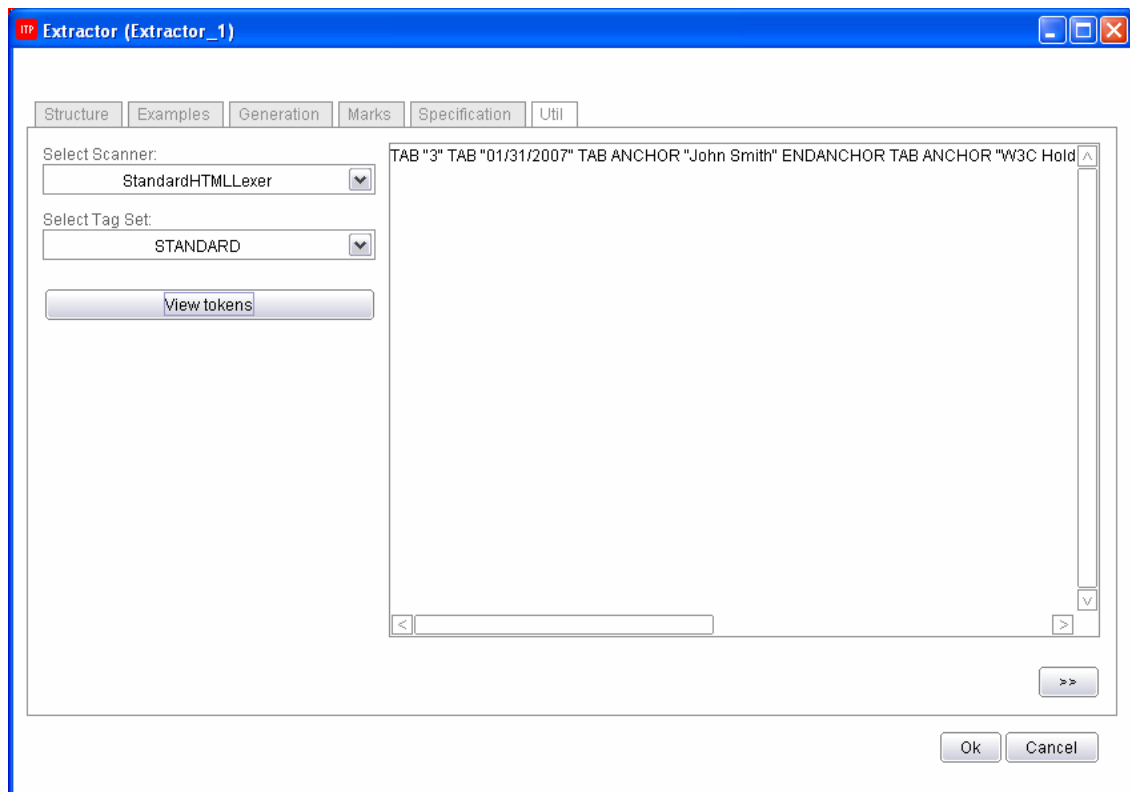 ITP Extractor (Extractor_1)
Structure Examples Generation Marks Specification Util
Select Scanner:
StandardHTMLLexer
Select Tag Set:
STANDARD
View tokens
TAB "3" TAB "01/31/2007" TAB ANCHOR "John Smith" ENDANCHOR TAB ANCHOR "W3C Hold
>>
Ok Cancel